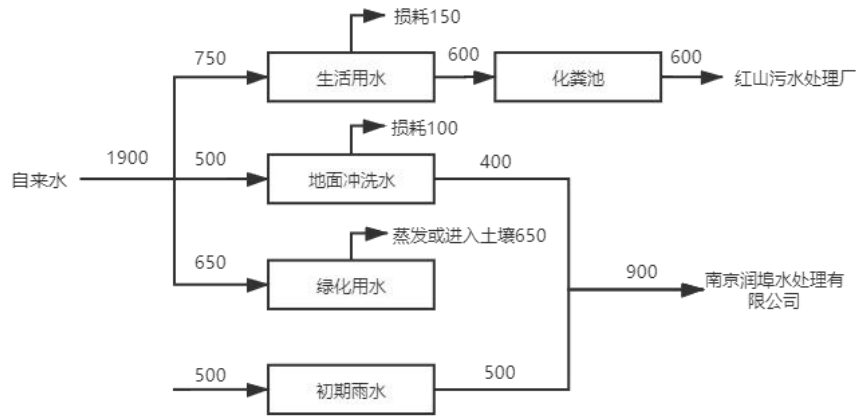 损耗150
750
生活用水
600
化粪池
600
红山污水处理厂
损耗100
自来水
1900
500
地面冲洗水
400
蒸发或进入土壤650
650
绿化用水
900
南京润埠水处理有
限公司
500
初期雨水
500